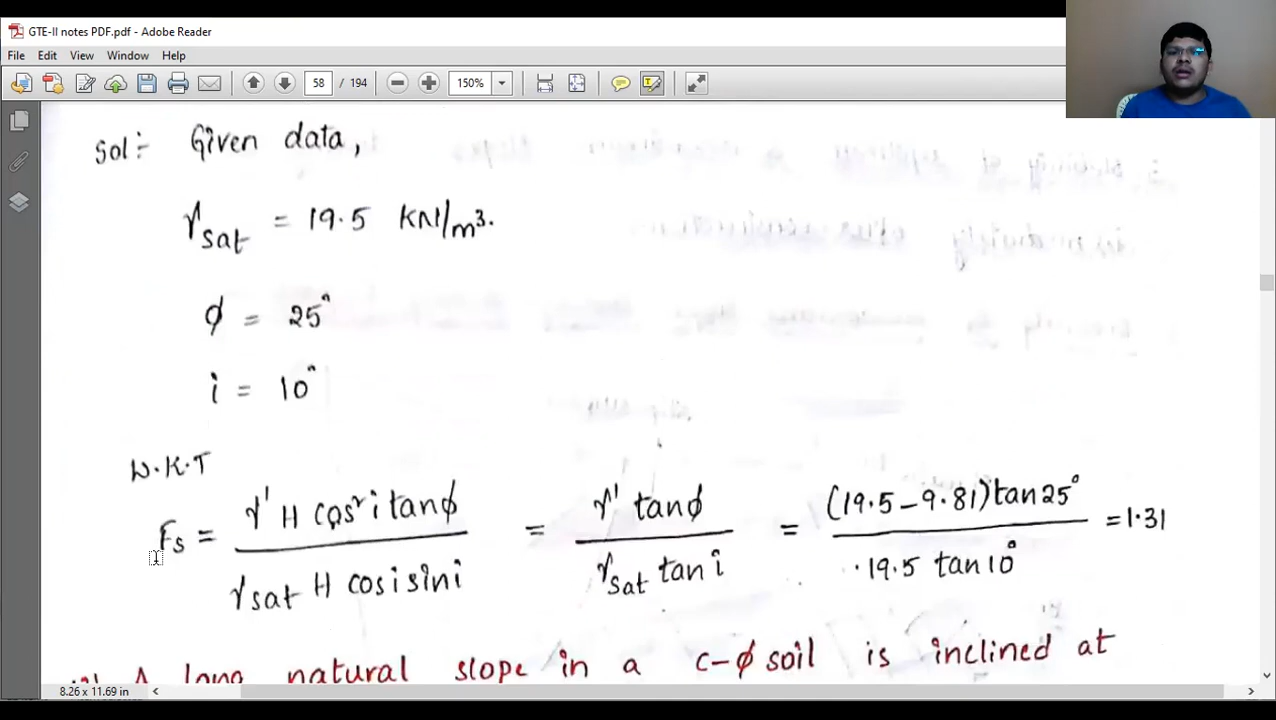 GTE-II notes PDF.pdf - Adobe Reader
File Edit View Window Help
58 / 194 150%
Sol:- Given data,
γsat = 19.5 kN/m³.
φ = 25°
i = 10°
W.K.T
Fs = γ' H cos²i tanφ / γsat H cosi sini = γ' tanφ / γsat tan i = (19.5-9.81)tan25° / 19.5 tan10° = 1.31
A long natural slope in a c-φ soil is inclined at
8.26 x 11.69 in